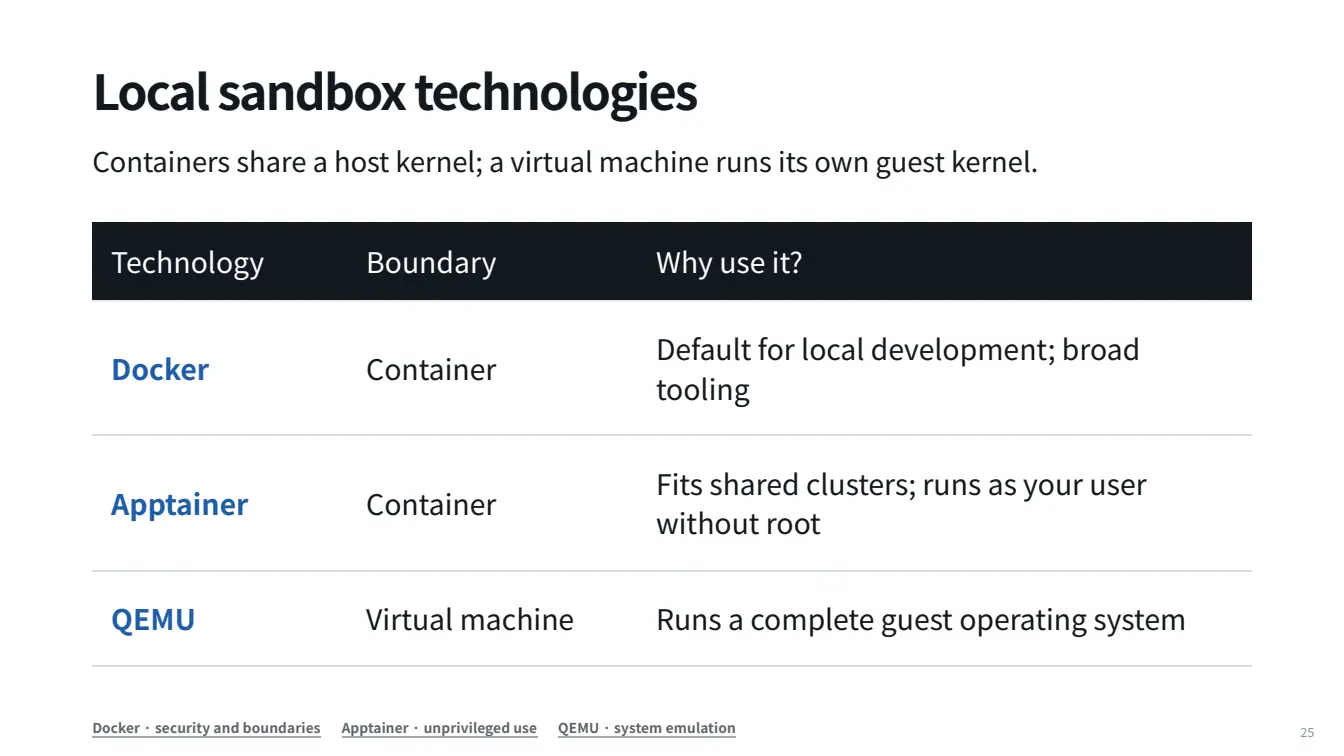 Local sandbox technologies
Containers share a host kernel; a virtual machine runs its own guest kernel.
Technology Boundary Why use it?
Docker Container Default for local development; broad
tooling
Apptainer Container Fits shared clusters; runs as your user
without root
QEMU Virtual machine Runs a complete guest operating system
Docker · security and boundaries Apptainer · unprivileged use QEMU · system emulation
25